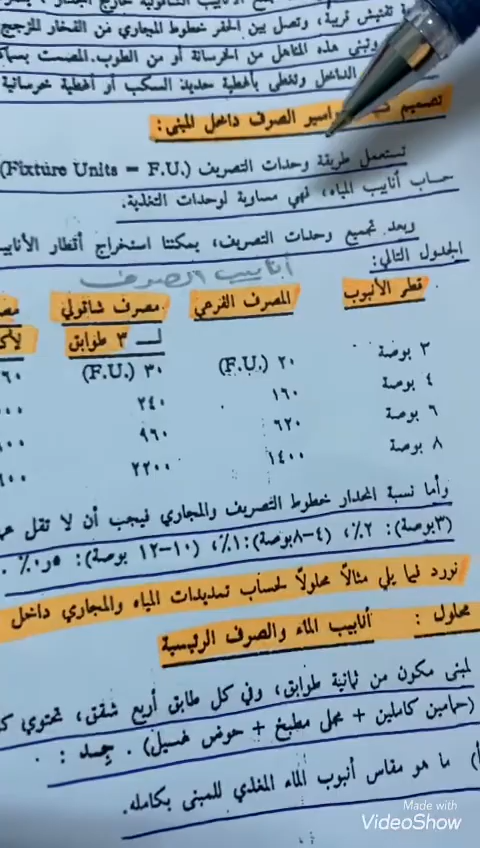 ة تفتيش قريبة، وتصل بين الحفر خطوط المجاري من الفخار المزجج
وتبنى هذه المناهل من الخرسانة أو من الطوب.
الداخل وتغطى بأغطية حديد السكب أو أغطية خرسانية
تصميم الصرف داخل المبنى:
تستعمل طريقة وحدات التصريف (Fixture Units – F.U.)
حساب أنابيب المياه، فهي مساوية لوحدات التغذية.
وبعد تجميع وحدات التصريف، يمكننا استخراج أقطار الأنابيب
الجدول التالي:
أنابيب الصرف
قطر الأنبوب المصرف الفرعي مصرف شاقولي
لـ ٣ طوابق
٣ بوصة ٢٠ (F.U.) ٣٠ (F.U.) ٦٠
٤ بوصة ١٦٠ ٢٤٠
٦ بوصة ٦٢٠ ٩٦٠
٨ بوصة ١٤٠٠ ٢٢٠٠
وأما نسبة انحدار خطوط التصريف والمجاري فيجب أن لا تقل عن
(٣بوصة): ٢٪، (٤–٨بوصة): ١٪، (١٠–١٢ بوصة): ٠٫٥٪ .
نورد فيما يلي مثالاً محلولاً لحساب تمديدات المياه والمجاري داخل
محلول : أنابيب الماء والصرف الرئيسية
لمبنى مكون من ثمانية طوابق، وفي كل طابق أربع شقق، تحتوي
(حمامين كاملين + مجلى مطبخ + حوض غسيل) . جد :
أ) ما هو مقاس أنبوب الماء المغذي للمبنى بكامله.
Made with
VideoShow